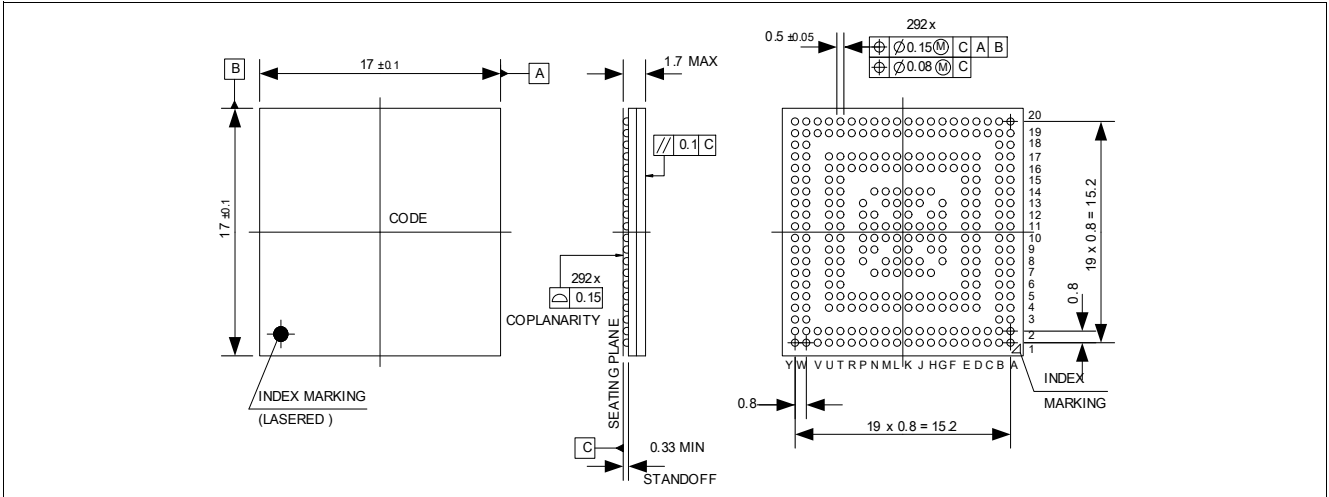 B
17 ±0.1
A
17 ±0.1
CODE
INDEX MARKING
(LASERED )
1.7 MAX
// 0.1 C
292x
⌓ 0.15
COPLANARITY
SEATING PLANE
C
0.33 MIN
STANDOFF
292x
0.5 ±0.05
⌖ ∅0.15 Ⓜ C A B
⌖ ∅0.08 Ⓜ C
20
19
18
17
16
15
14
13
12
11
10
9
8
7
6
5
4
3
2
1
19 x 0.8 = 15.2
0.8
Y W V U T R P N M L K J H G F E D C B A
INDEX
MARKING
0.8
19 x 0.8 = 15.2